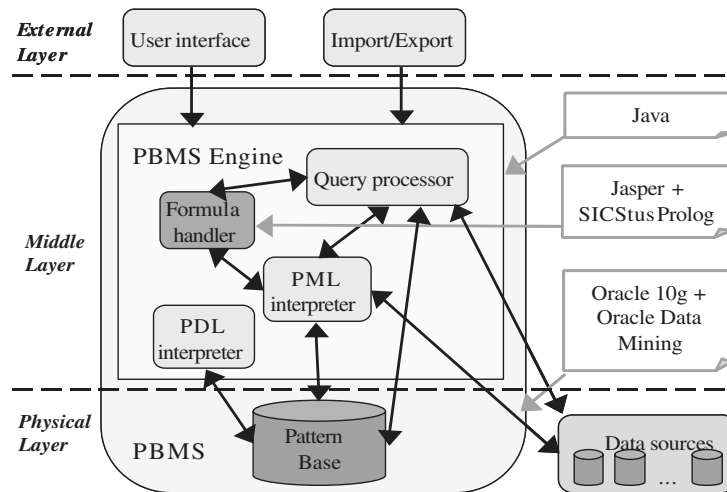 External
Layer
User interface
Import/Export
Java
PBMS Engine
Query processor
Formula
handler
Jasper +
SICStus Prolog
Middle
Layer
PML
interpreter
PDL
interpreter
Oracle 10g +
Oracle Data
Mining
Physical
Layer
PBMS
Pattern
Base
Data sources
...